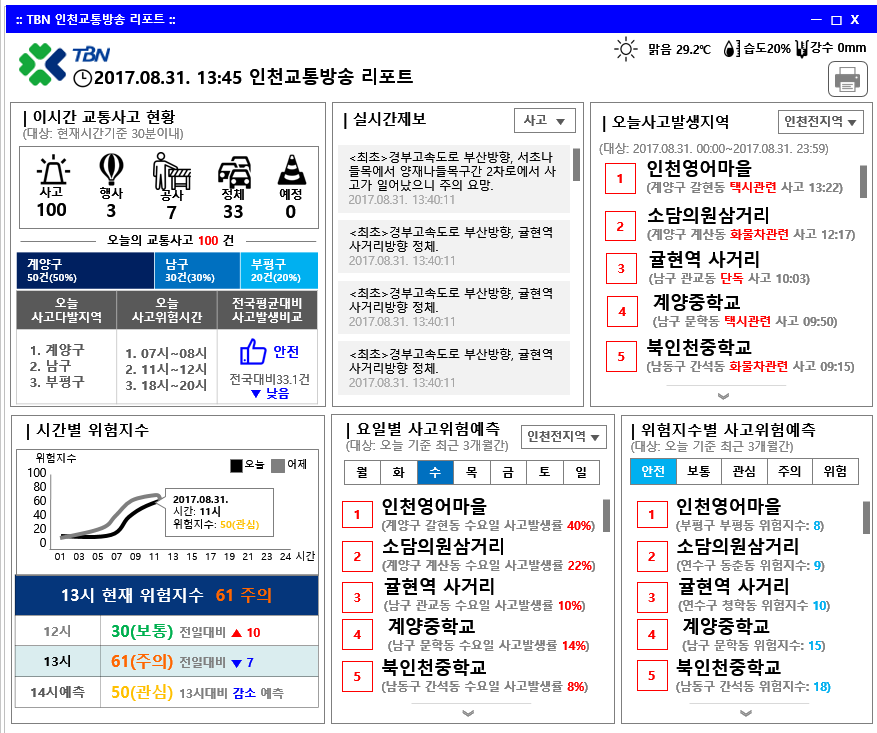 :: TBN 인천교통방송 리포트 ::
TBN
맑음 29.2℃ 습도20% 강수 0mm
2017.08.31. 13:45 인천교통방송 리포트
이시간 교통사고 현황
(대상: 현재시간기준 30분이내)
사고 행사 공사 정체 예정
100 3 7 33 0
오늘의 교통사고 100 건
계양구 남구 부평구
50건(50%) 30건(30%) 20건(20%)
오늘 오늘 전국평균대비
사고다발지역 사고위험시간 사고발생비교
1. 계양구 1. 07시~08시 안전
2. 남구 2. 11시~12시 전국대비33.1건
3. 부평구 3. 18시~20시 ▼ 낮음
실시간제보
사고 ▼
<최초>경부고속도로 부산방향, 서초나
들목에서 양재나들목구간 2차로에서 사
고가 일어났으니 주의 요망.
2017.08.31. 13:40:11
<최초>경부고속도로 부산방향, 귤현역
사거리방향 정체.
2017.08.31. 13:40:11
<최초>경부고속도로 부산방향, 귤현역
사거리방향 정체.
2017.08.31. 13:40:11
<최초>경부고속도로 부산방향, 귤현역
사거리방향 정체.
2017.08.31. 13:40:11
오늘사고발생지역
인천전지역 ▼
(대상: 2017.08.31. 00:00~2017.08.31. 23:59)
1 인천영어마을
(계양구 갈현동 택시관련 사고 13:22)
2 소담의원삼거리
(계양구 계산동 화물차관련 사고 12:17)
3 귤현역 사거리
(남구 관교동 단독 사고 10:03)
4 계양중학교
(남구 문학동 택시관련 사고 09:50)
5 북인천중학교
(남동구 간석동 화물차관련 사고 09:15)
시간별 위험지수
위험지수
오늘 어제
100
80
60
40
20
0
2017.08.31.
시간: 11시
위험지수: 50(관심)
01 03 05 07 09 11 13 15 17 19 21 23 24 시간
13시 현재 위험지수 61 주의
12시 30(보통) 전일대비 ▲ 10
13시 61(주의) 전일대비 ▼ 7
14시예측 50(관심) 13시대비 감소 예측
요일별 사고위험예측
(대상: 오늘 기준 최근 3개월간)
인천전지역 ▼
월 화 수 목 금 토 일
1 인천영어마을
(계양구 갈현동 수요일 사고발생률 40%)
2 소담의원삼거리
(계양구 계산동 수요일 사고발생률 22%)
3 귤현역 사거리
(남구 관교동 수요일 사고발생률 10%)
4 계양중학교
(남구 문학동 수요일 사고발생률 14%)
5 북인천중학교
(남동구 간석동 수요일 사고발생률 8%)
위험지수별 사고위험예측
(대상: 오늘 기준 최근 3개월간)
안전 보통 관심 주의 위험
1 인천영어마을
(부평구 부평동 위험지수: 8)
2 소담의원삼거리
(연수구 동춘동 위험지수: 9)
3 귤현역 사거리
(연수구 청학동 위험지수 10)
4 계양중학교
(남구 문학동 위험지수: 15)
5 북인천중학교
(남동구 간석동 위험지수: 18)